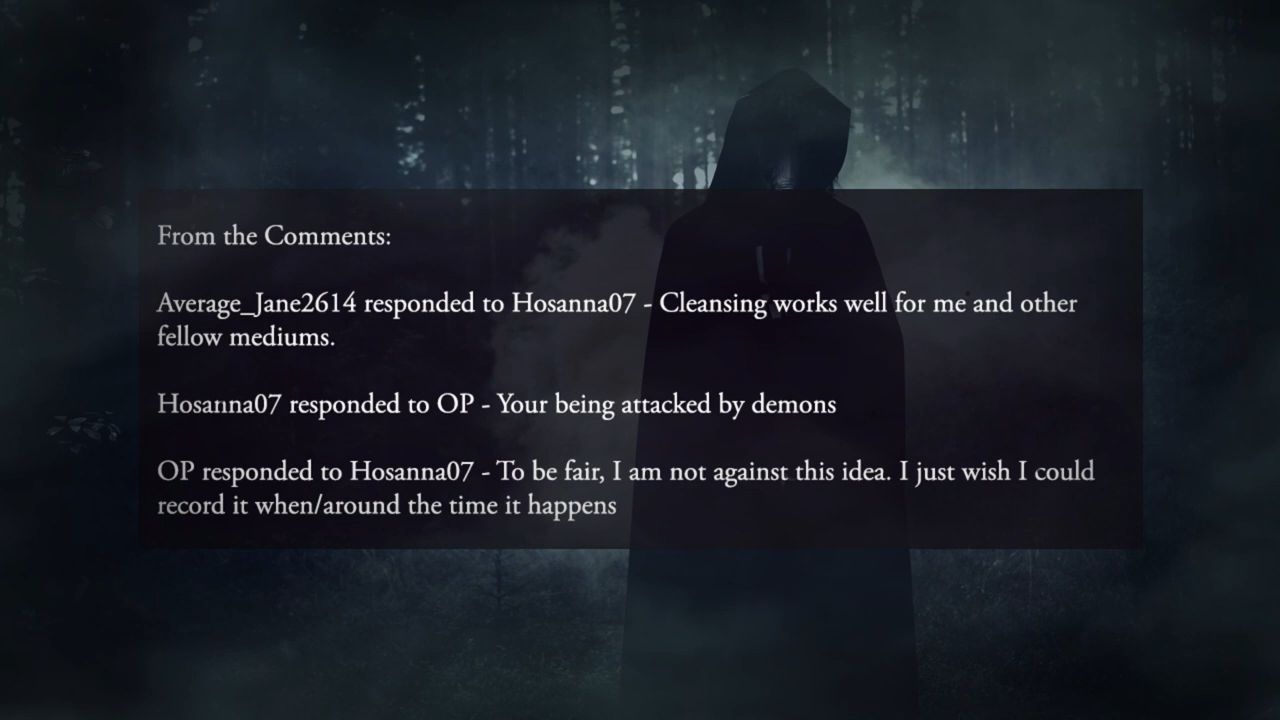 From the Comments:
Average_Jane2614 responded to Hosanna07 - Cleansing works well for me and other
fellow mediums.
Hosanna07 responded to OP - Your being attacked by demons
OP responded to Hosanna07 - To be fair, I am not against this idea. I just wish I could
record it when/around the time it happens